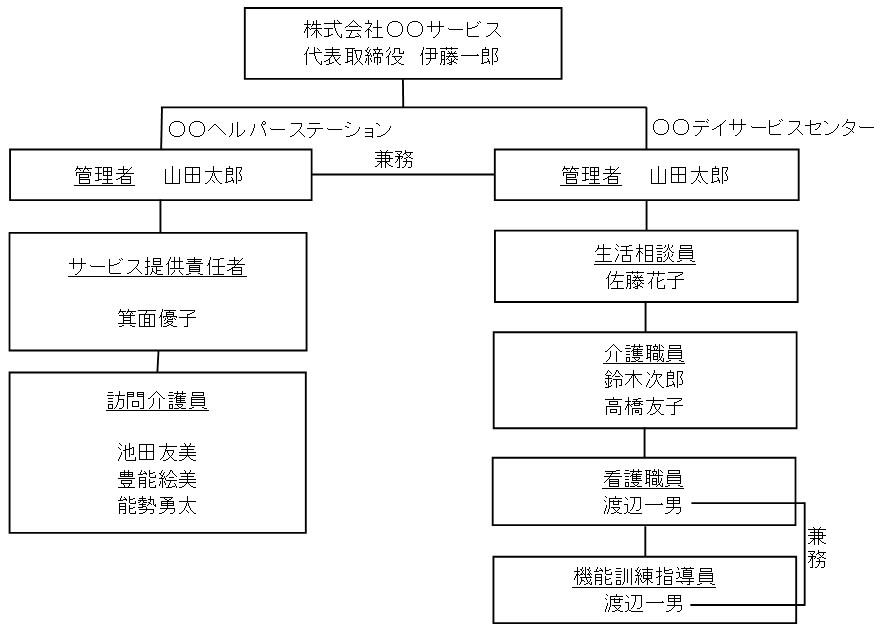 株式会社〇〇サービス
代表取締役 伊藤一郎
〇〇ヘルパーステーション
管理者 山田太郎
サービス提供責任者
箕面優子
訪問介護員
池田友美
豊能絵美
能勢勇太
兼務
〇〇デイサービスセンター
管理者 山田太郎
生活相談員
佐藤花子
介護職員
鈴木次郎
高橋友子
看護職員
渡辺一男
機能訓練指導員
渡辺一男
兼務